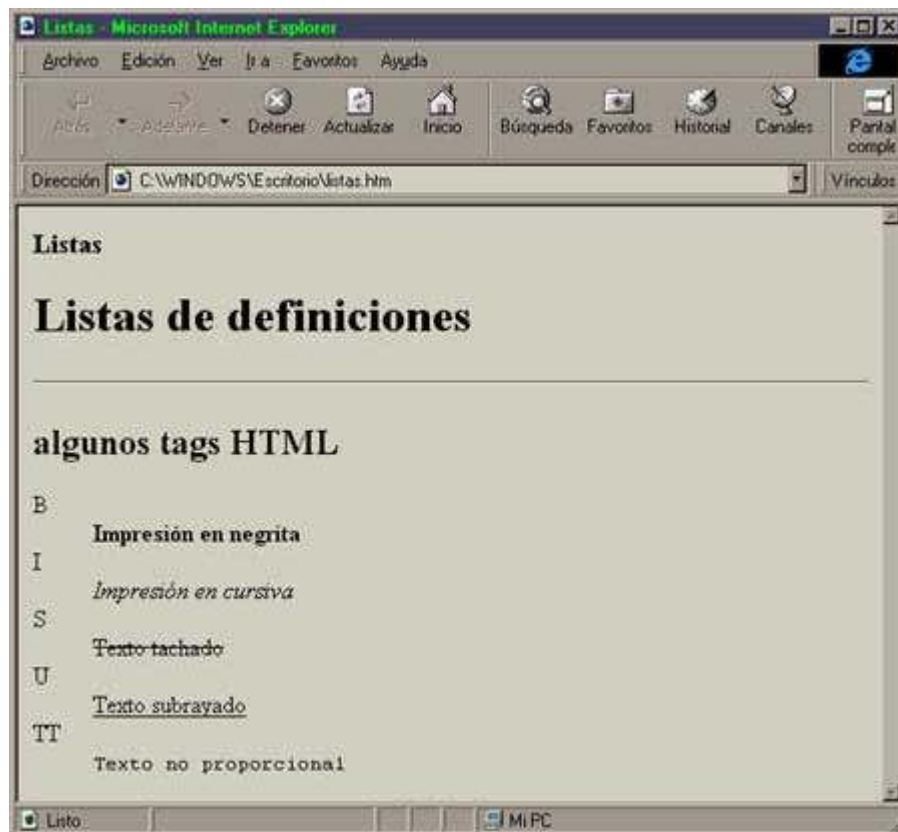 Listas - Microsoft Internet Explorer
Archivo Edición Ver Ir a Favoritos Ayuda
Atrás Adelante Detener Actualizar Inicio Búsqueda Favoritos Historial Canales Pantal
comple
Dirección C:\WINDOWS\Escritorio\listas.htm Vínculos
Listas
Listas de definiciones
algunos tags HTML
B
Impresión en negrita
I
Impresión en cursiva
S
Texto tachado
U
Texto subrayado
TT
Texto no proporcional
Listo Mi PC